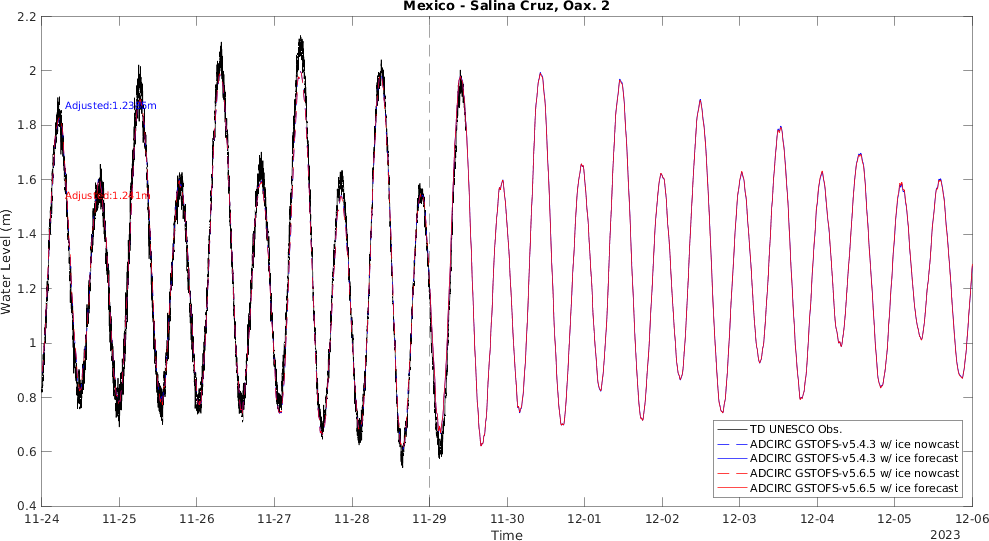 Mexico - Salina Cruz, Oax. 2
2.2
2
1.8
1.6
1.4
1.2
1
0.8
0.6
0.4
Water Level (m)
Adjusted:
Adjusted:
TD UNESCO Obs.
ADCIRC GSTOFS-v5.4.3 w/ ice nowcast
ADCIRC GSTOFS-v5.4.3 w/ ice forecast
ADCIRC GSTOFS-v5.6.5 w/ ice nowcast
ADCIRC GSTOFS-v5.6.5 w/ ice forecast
11-24 11-25 11-26 11-27 11-28 11-29 11-30 12-01 12-02 12-03 12-04 12-05 12-06
Time
2023